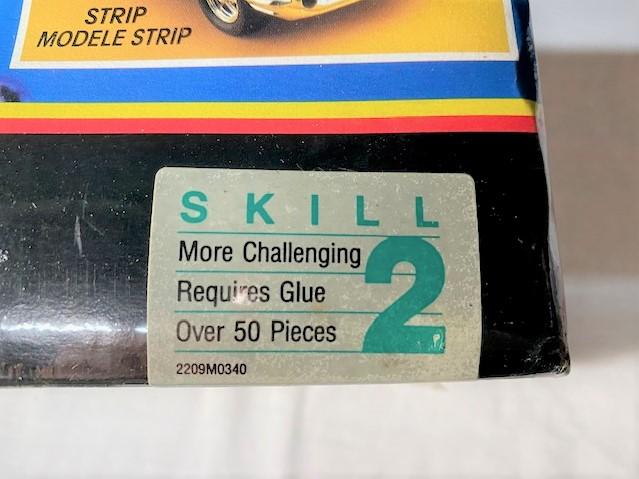 STRIP
MODELE STRIP
SKILL
2
More Challenging
Requires Glue
Over 50 Pieces
2209M0340